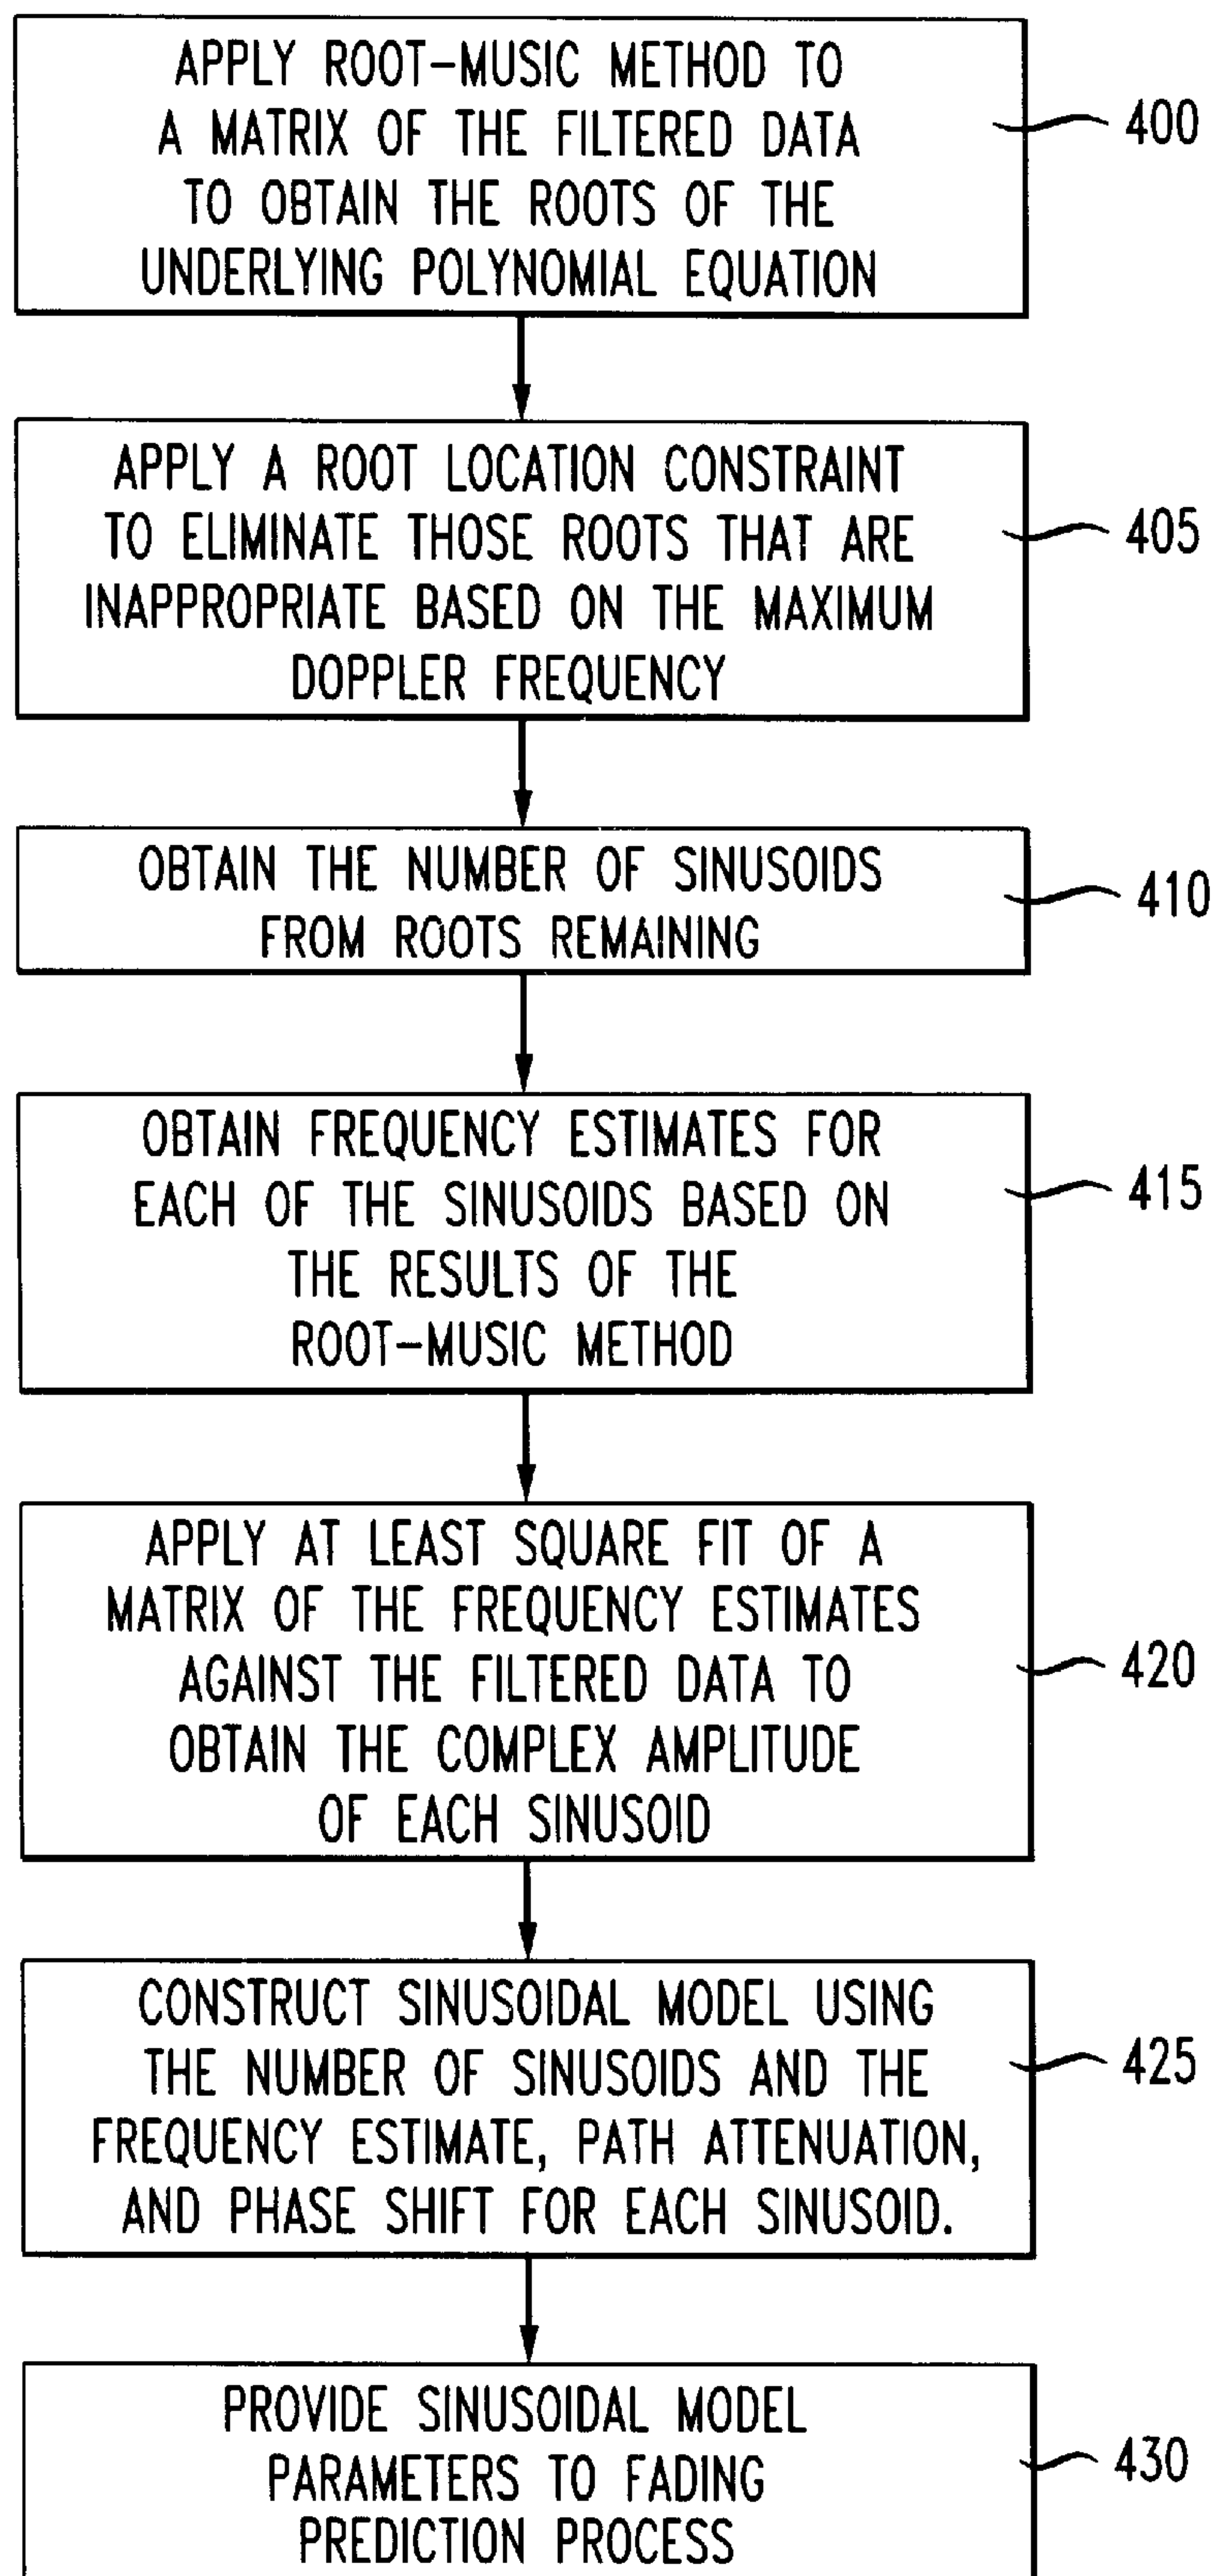 APPLY ROOT-MUSIC METHOD TO
A MATRIX OF THE FILTERED DATA
TO OBTAIN THE ROOTS OF THE
UNDERLYING POLYNOMIAL EQUATION
400
APPLY A ROOT LOCATION CONSTRAINT
TO ELIMINATE THOSE ROOTS THAT ARE
INAPPROPRIATE BASED ON THE MAXIMUM
DOPPLER FREQUENCY
405
OBTAIN THE NUMBER OF SINUSOIDS
FROM ROOTS REMAINING
410
OBTAIN FREQUENCY ESTIMATES FOR
EACH OF THE SINUSOIDS BASED ON
THE RESULTS OF THE
ROOT-MUSIC METHOD
415
APPLY AT LEAST SQUARE FIT OF A
MATRIX OF THE FREQUENCY ESTIMATES
AGAINST THE FILTERED DATA TO
OBTAIN THE COMPLEX AMPLITUDE
OF EACH SINUSOID
420
CONSTRUCT SINUSOIDAL MODEL USING
THE NUMBER OF SINUSOIDS AND THE
FREQUENCY ESTIMATE, PATH ATTENUATION,
AND PHASE SHIFT FOR EACH SINUSOID.
425
PROVIDE SINUSOIDAL MODEL
PARAMETERS TO FADING
PREDICTION PROCESS
430